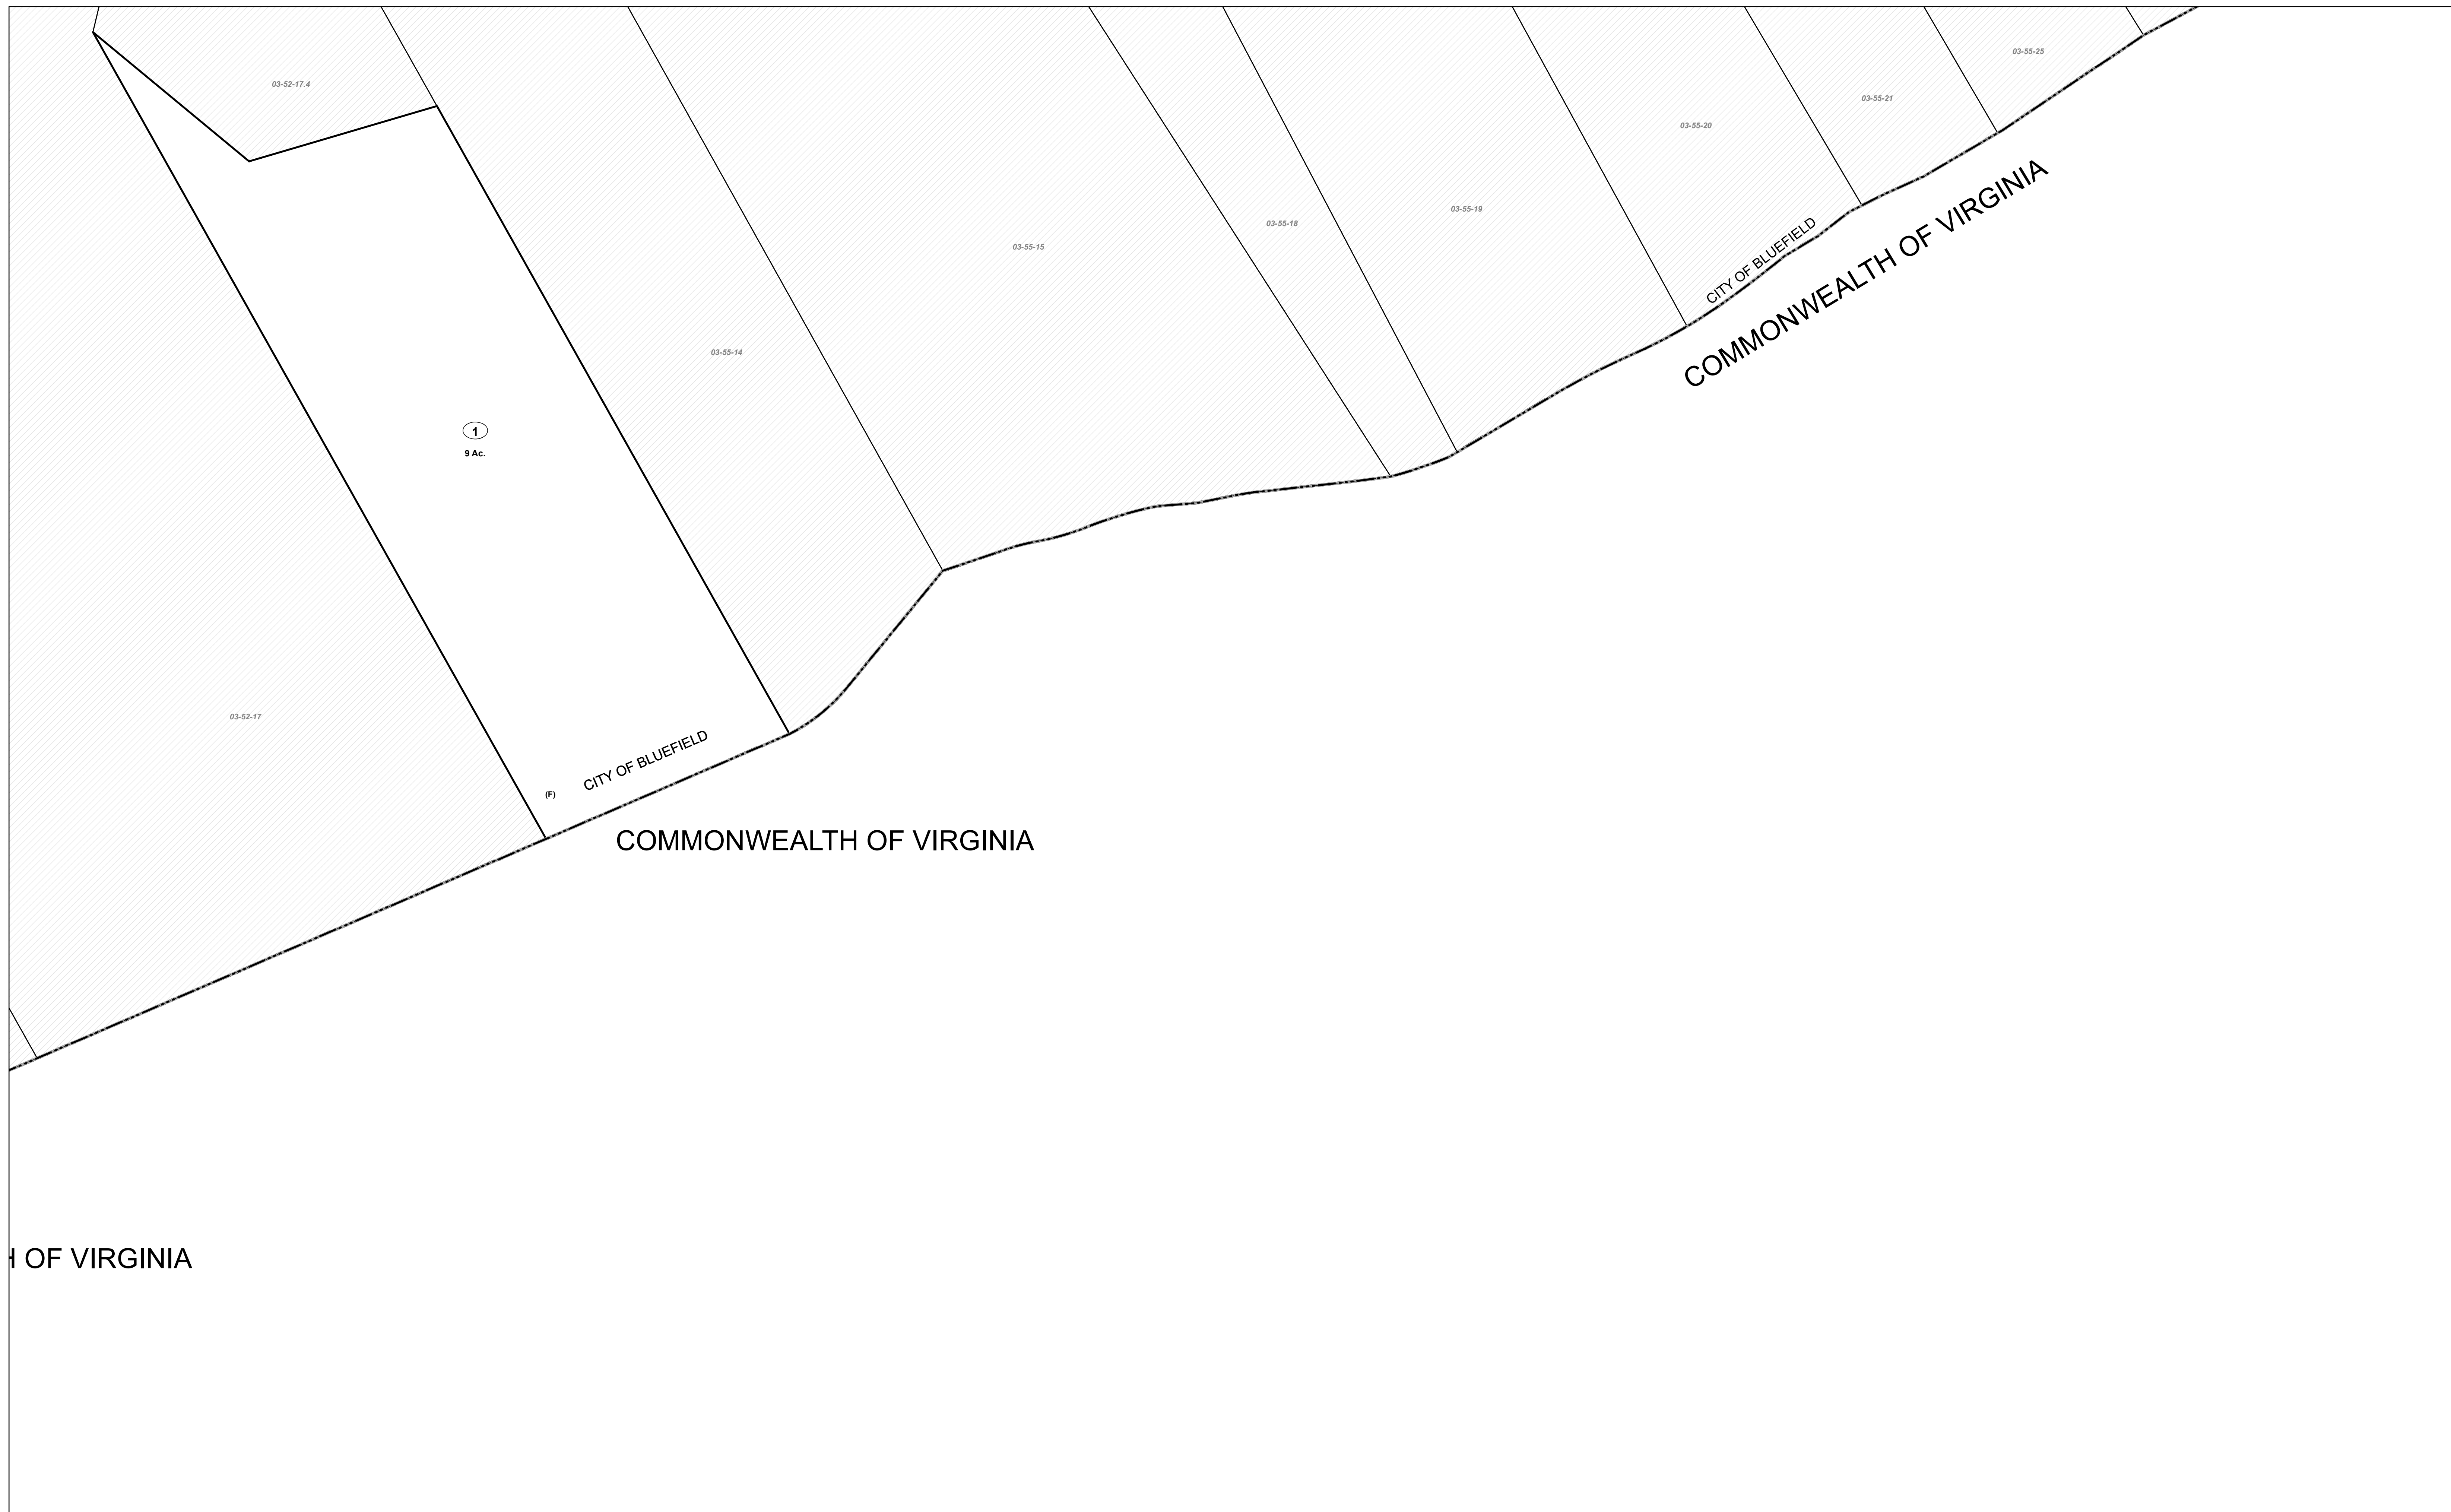 03-55-25
03-52-17.4
03-55-21
03-55-20
03-55-19
03-55-18
03-55-15
CITY OF BLUEFIELD
COMMONWEALTH OF VIRGINIA
03-55-14
1
9 Ac.
03-52-17
CITY OF BLUEFIELD
(F)
COMMONWEALTH OF VIRGINIA
H OF VIRGINIA